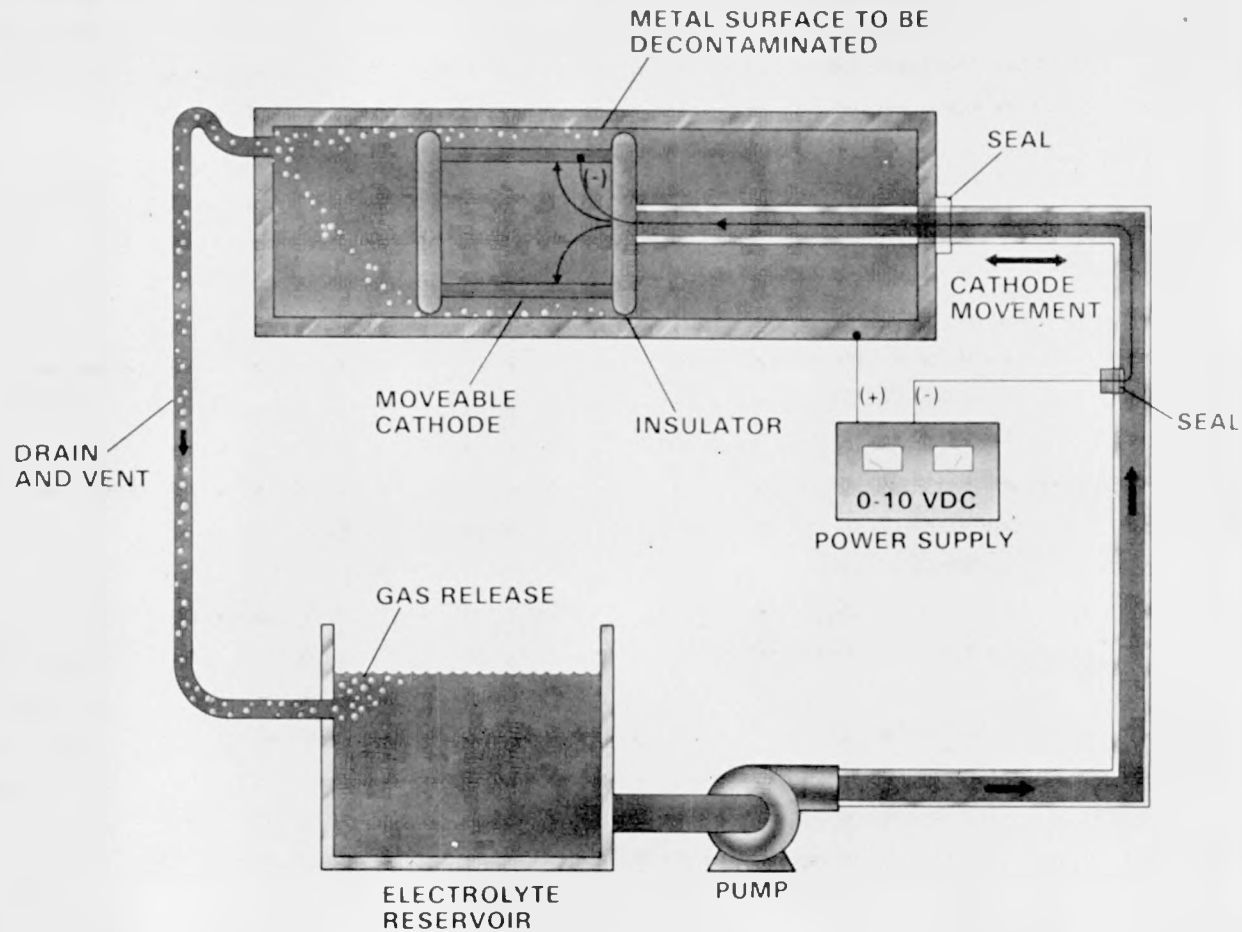 METAL SURFACE TO BE
DECONTAMINATED
SEAL
(-)
CATHODE
MOVEMENT
MOVEABLE
CATHODE
INSULATOR
(+)
(-)
SEAL
DRAIN
AND VENT
0-10 VDC
POWER SUPPLY
GAS RELEASE
PUMP
ELECTROLYTE
RESERVOIR